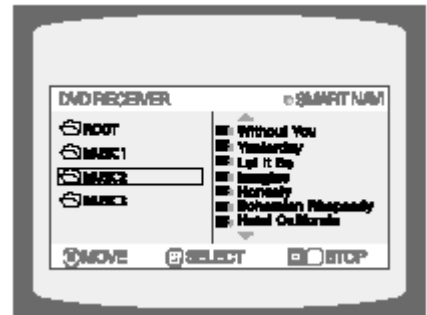 DVD RECEIVER SMART NAVI
ROOT
MUSIC1
MUSIC2
MUSIC3
Without You
Yesterday
Let It Be
Imagine
Honesty
Bohemian Rhapsody
Hotel California
MOVE SELECT STOP